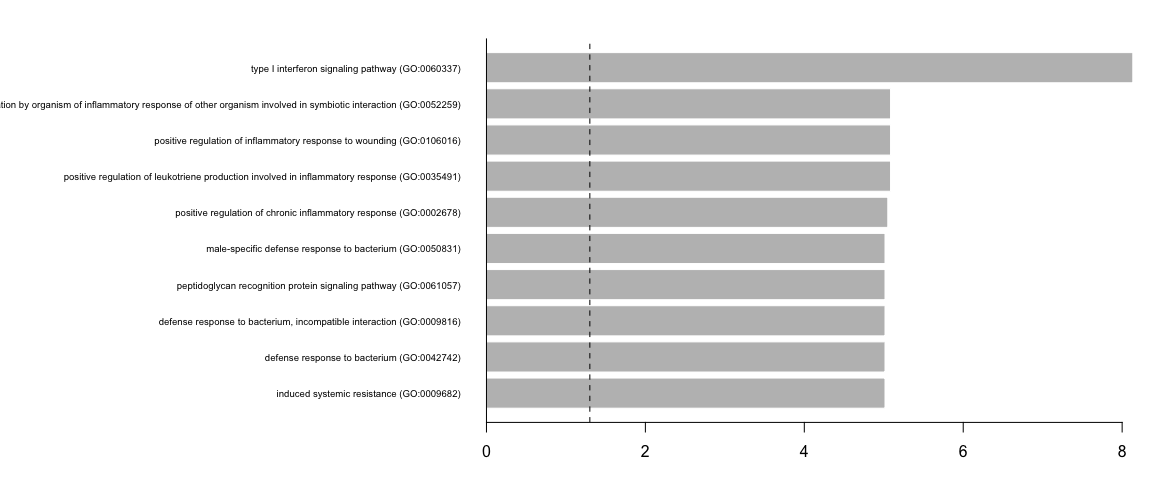 type I interferon signaling pathway (GO:0060337)
by organism of inflammatory response of other organism involved in symbiotic interaction (GO:0052259)
positive regulation of inflammatory response to wounding (GO:0106016)
positive regulation of leukotriene production involved in inflammatory response (GO:0035491)
positive regulation of chronic inflammatory response (GO:0002678)
male-specific defense response to bacterium (GO:0050831)
peptidoglycan recognition protein signaling pathway (GO:0061057)
defense response to bacterium, incompatible interaction (GO:0009816)
defense response to bacterium (GO:0042742)
induced systemic resistance (GO:0009682)
0 2 4 6 8